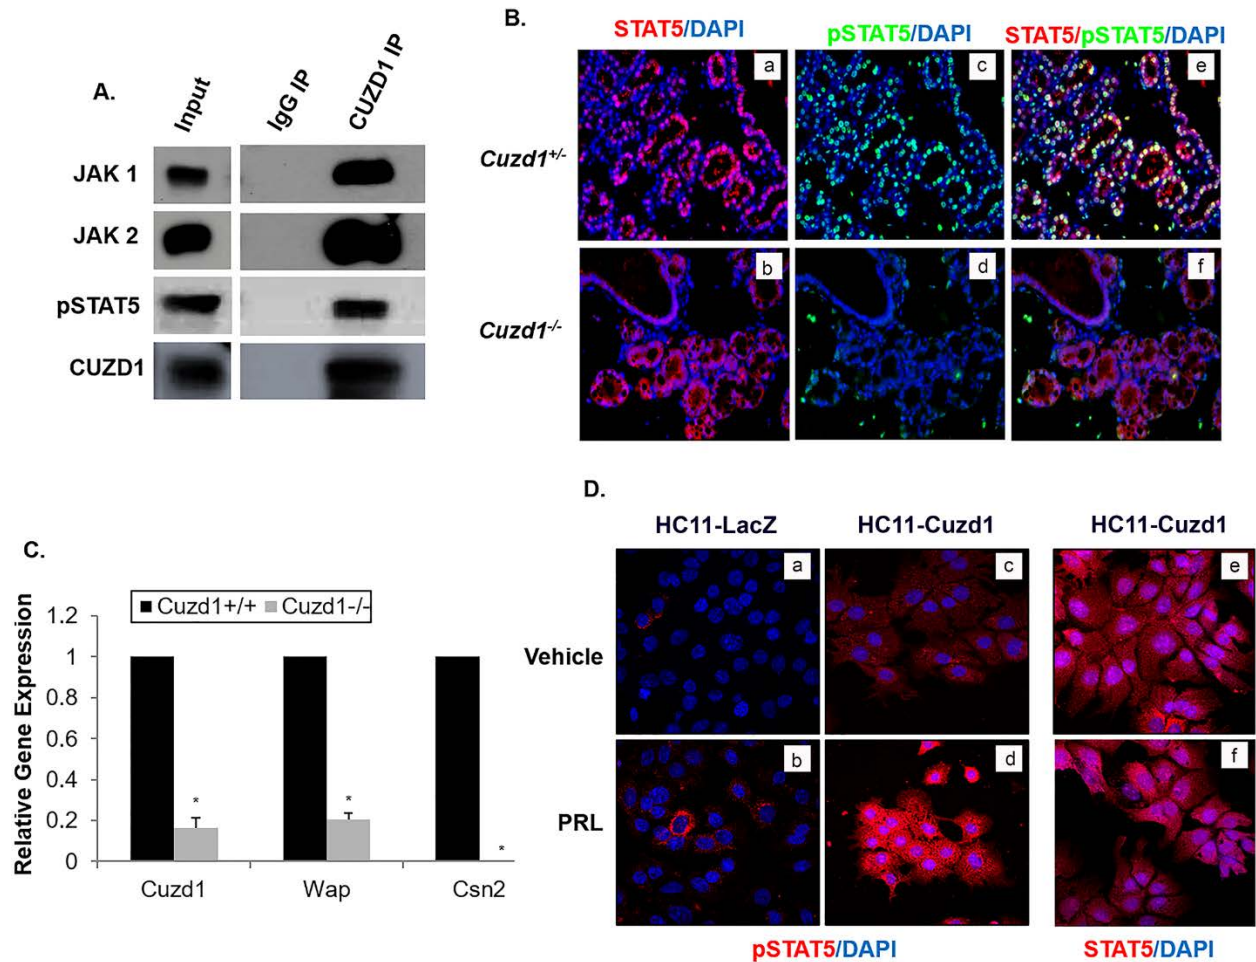 A.
Input
IgG IP
CUZD1 IP
JAK 1
JAK 2
pSTAT5
CUZD1
B.
STAT5/DAPI
pSTAT5/DAPI
STAT5/pSTAT5/DAPI
Cuzd1+/-
a
c
e
Cuzd1-/-
b
d
f
C.
Relative Gene Expression
Cuzd1+/+
Cuzd1-/-
1.2
1
0.8
0.6
0.4
0.2
0
*
*
*
Cuzd1
Wap
Csn2
D.
HC11-LacZ
HC11-Cuzd1
HC11-Cuzd1
Vehicle
a
c
e
PRL
b
d
f
pSTAT5/DAPI
STAT5/DAPI